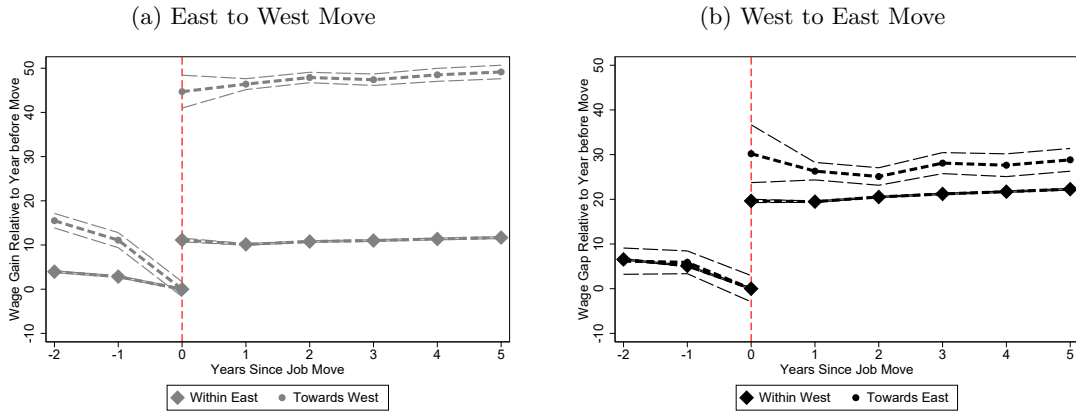 (a) East to West Move
Wage Gain Relative to Year before Move
50
40
30
20
10
0
-10
-2 -1 0 1 2 3 4 5
Years Since Job Move
Within East Towards West
(b) West to East Move
Wage Gap Relative to Year before Move
50
40
30
20
10
0
-10
-2 -1 0 1 2 3 4 5
Years Since Job Move
Within West Towards East